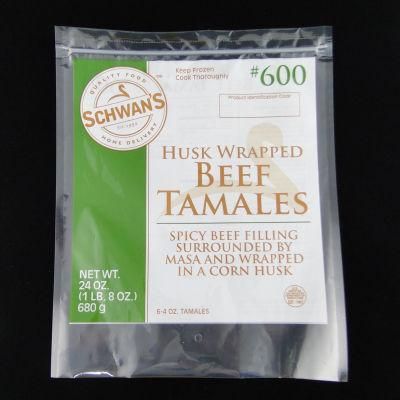 QUALITY FOOD
SCHWAN'S
HOME DELIVERY
Keep Frozen
Cook Thoroughly
#600
Product Identification Code
HUSK WRAPPED
BEEF
TAMALES
SPICY BEEF FILLING
SURROUNDED BY
MASA AND WRAPPED
IN A CORN HUSK
NET WT.
24 OZ.
(1 LB. 8 OZ.)
680 g
6-4 OZ. TAMALES